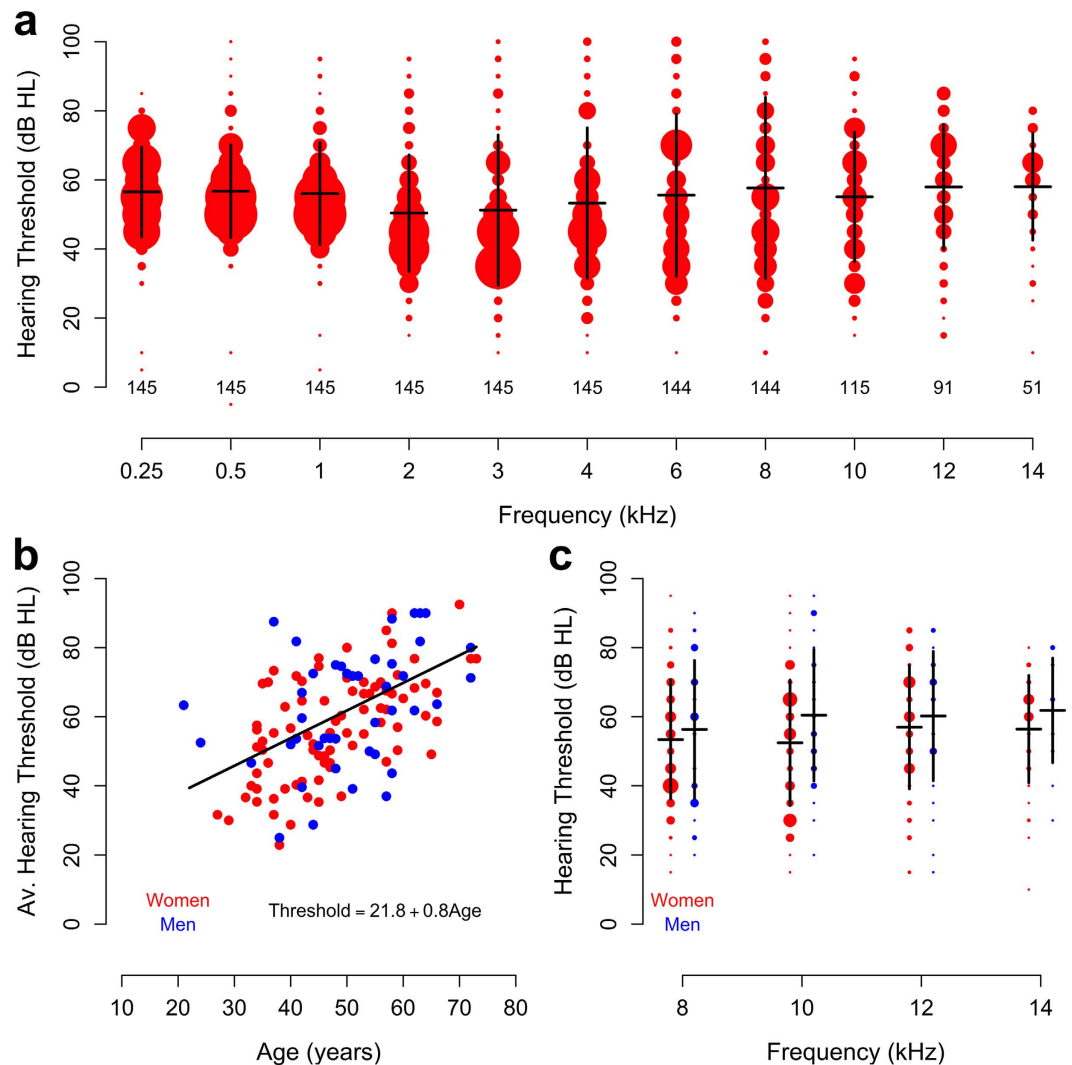 a
Hearing Threshold (dB HL)
100
80
60
40
20
0
145 145 145 145 145 145 144 144 115 91 51
0.25 0.5 1 2 3 4 6 8 10 12 14
Frequency (kHz)
b
Av. Hearing Threshold (dB HL)
100
80
60
40
20
0
Women
Men
Threshold = 21.8 + 0.8Age
10 20 30 40 50 60 70 80
Age (years)
c
Hearing Threshold (dB HL)
100
80
60
40
20
0
Women
Men
8 10 12 14
Frequency (kHz)